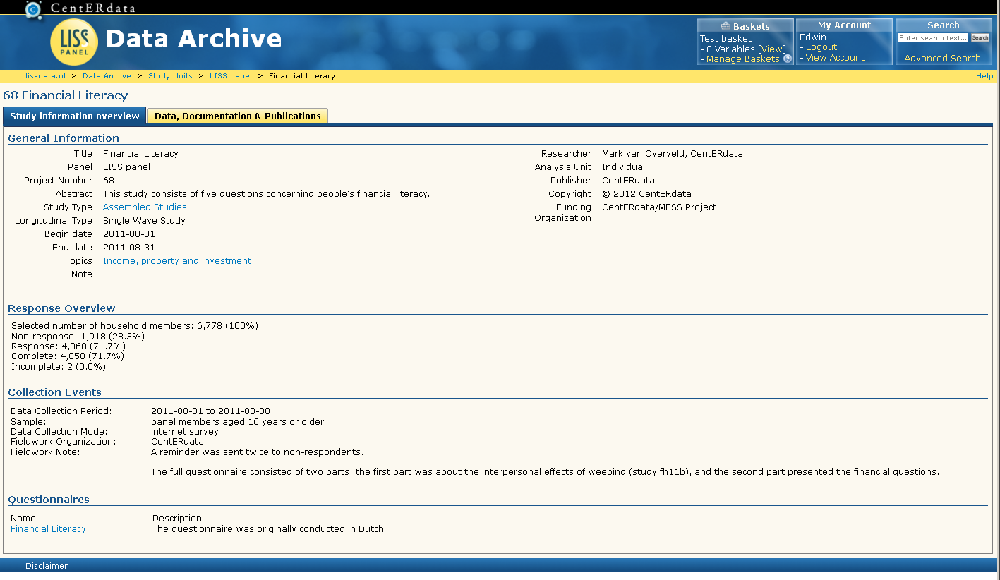 CentERdata
LISS
PANEL
Data Archive
Baskets
Test basket
- 8 Variables [View]
- Manage Baskets ?
My Account
Edwin
- Logout
- View Account
Search
Enter search text... Search
- Advanced Search
lissdata.nl > Data Archive > Study Units > LISS panel > Financial Literacy
Help
68 Financial Literacy
Study information overview
Data, Documentation & Publications
General Information
Title Financial Literacy
Panel LISS panel
Project Number 68
Abstract This study consists of five questions concerning people's financial literacy.
Study Type Assembled Studies
Longitudinal Type Single Wave Study
Begin date 2011-08-01
End date 2011-08-31
Topics Income, property and investment
Note
Researcher Mark van Overveld, CentERdata
Analysis Unit Individual
Publisher CentERdata
Copyright © 2012 CentERdata
Funding CentERdata/MESS Project
Organization
Response Overview
Selected number of household members: 6,778 (100%)
Non-response: 1,918 (28.3%)
Response: 4,860 (71.7%)
Complete: 4,858 (71.7%)
Incomplete: 2 (0.0%)
Collection Events
Data Collection Period: 2011-08-01 to 2011-08-30
Sample: panel members aged 16 years or older
Data Collection Mode: internet survey
Fieldwork Organization: CentERdata
Fieldwork Note: A reminder was sent twice to non-respondents.
The full questionnaire consisted of two parts; the first part was about the interpersonal effects of weeping (study fh11b), and the second part presented the financial questions.
Questionnaires
Name Description
Financial Literacy The questionnaire was originally conducted in Dutch
Disclaimer